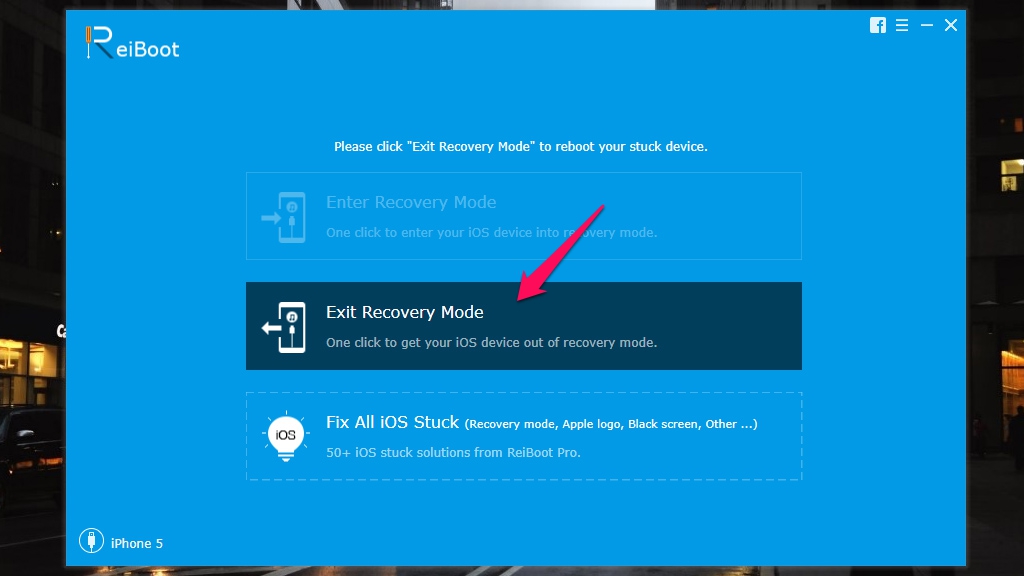 ReiBoot
Please click "Exit Recovery Mode" to reboot your stuck device.
Enter Recovery Mode
One click to enter your iOS device into recovery mode.
Exit Recovery Mode
One click to get your iOS device out of recovery mode.
iOS
Fix All iOS Stuck (Recovery mode, Apple logo, Black screen, Other ...)
50+ iOS stuck solutions from ReiBoot Pro.
iPhone 5